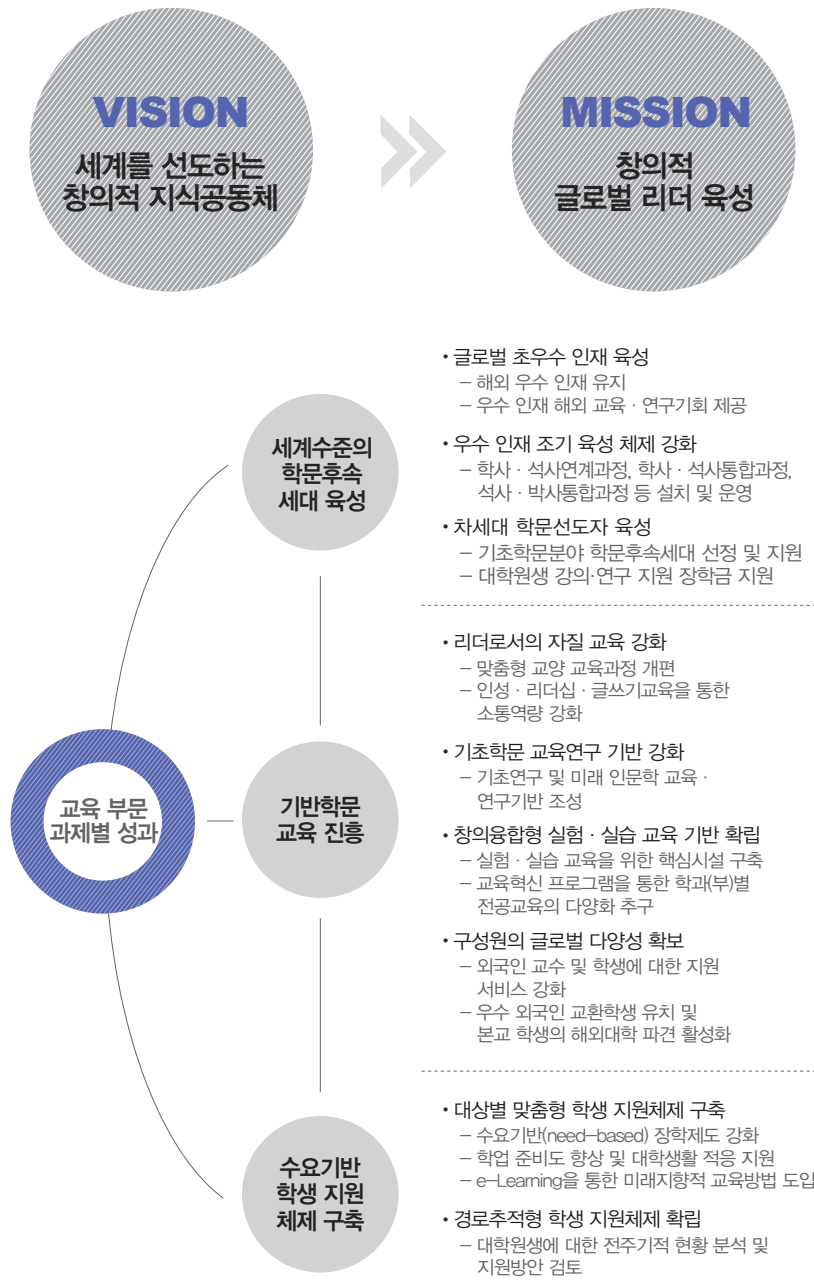 VISION
세계를 선도하는
창의적 지식공동체
MISSION
창의적
글로벌 리더 육성
세계수준의
학문후속
세대 육성
• 글로벌 초우수 인재 육성
– 해외 우수 인재 유지
– 우수 인재 해외 교육 · 연구기회 제공
• 우수 인재 조기 육성 체제 강화
– 학사 · 석사연계과정, 학사 · 석사통합과정,
석사 · 박사통합과정 등 설치 및 운영
• 차세대 학문선도자 육성
– 기초학문분야 학문후속세대 선정 및 지원
– 대학원생 강의·연구 지원 장학금 지원
교육 부문
과제별 성과
기반학문
교육 진흥
• 리더로서의 자질 교육 강화
– 맞춤형 교양 교육과정 개편
– 인성 · 리더십 · 글쓰기교육을 통한
소통역량 강화
• 기초학문 교육연구 기반 강화
– 기초연구 및 미래 인문학 교육 ·
연구기반 조성
• 창의융합형 실험 · 실습 교육 기반 확립
– 실험 · 실습 교육을 위한 핵심시설 구축
– 교육혁신 프로그램을 통한 학과(부)별
전공교육의 다양화 추구
• 구성원의 글로벌 다양성 확보
– 외국인 교수 및 학생에 대한 지원
서비스 강화
– 우수 외국인 교환학생 유치 및
본교 학생의 해외대학 파견 활성화
수요기반
학생 지원
체제 구축
• 대상별 맞춤형 학생 지원체제 구축
– 수요기반(need–based) 장학제도 강화
– 학업 준비도 향상 및 대학생활 적응 지원
– e–Learning을 통한 미래지향적 교육방법 도입
• 경로추적형 학생 지원체제 확립
– 대학원생에 대한 전주기적 현황 분석 및
지원방안 검토